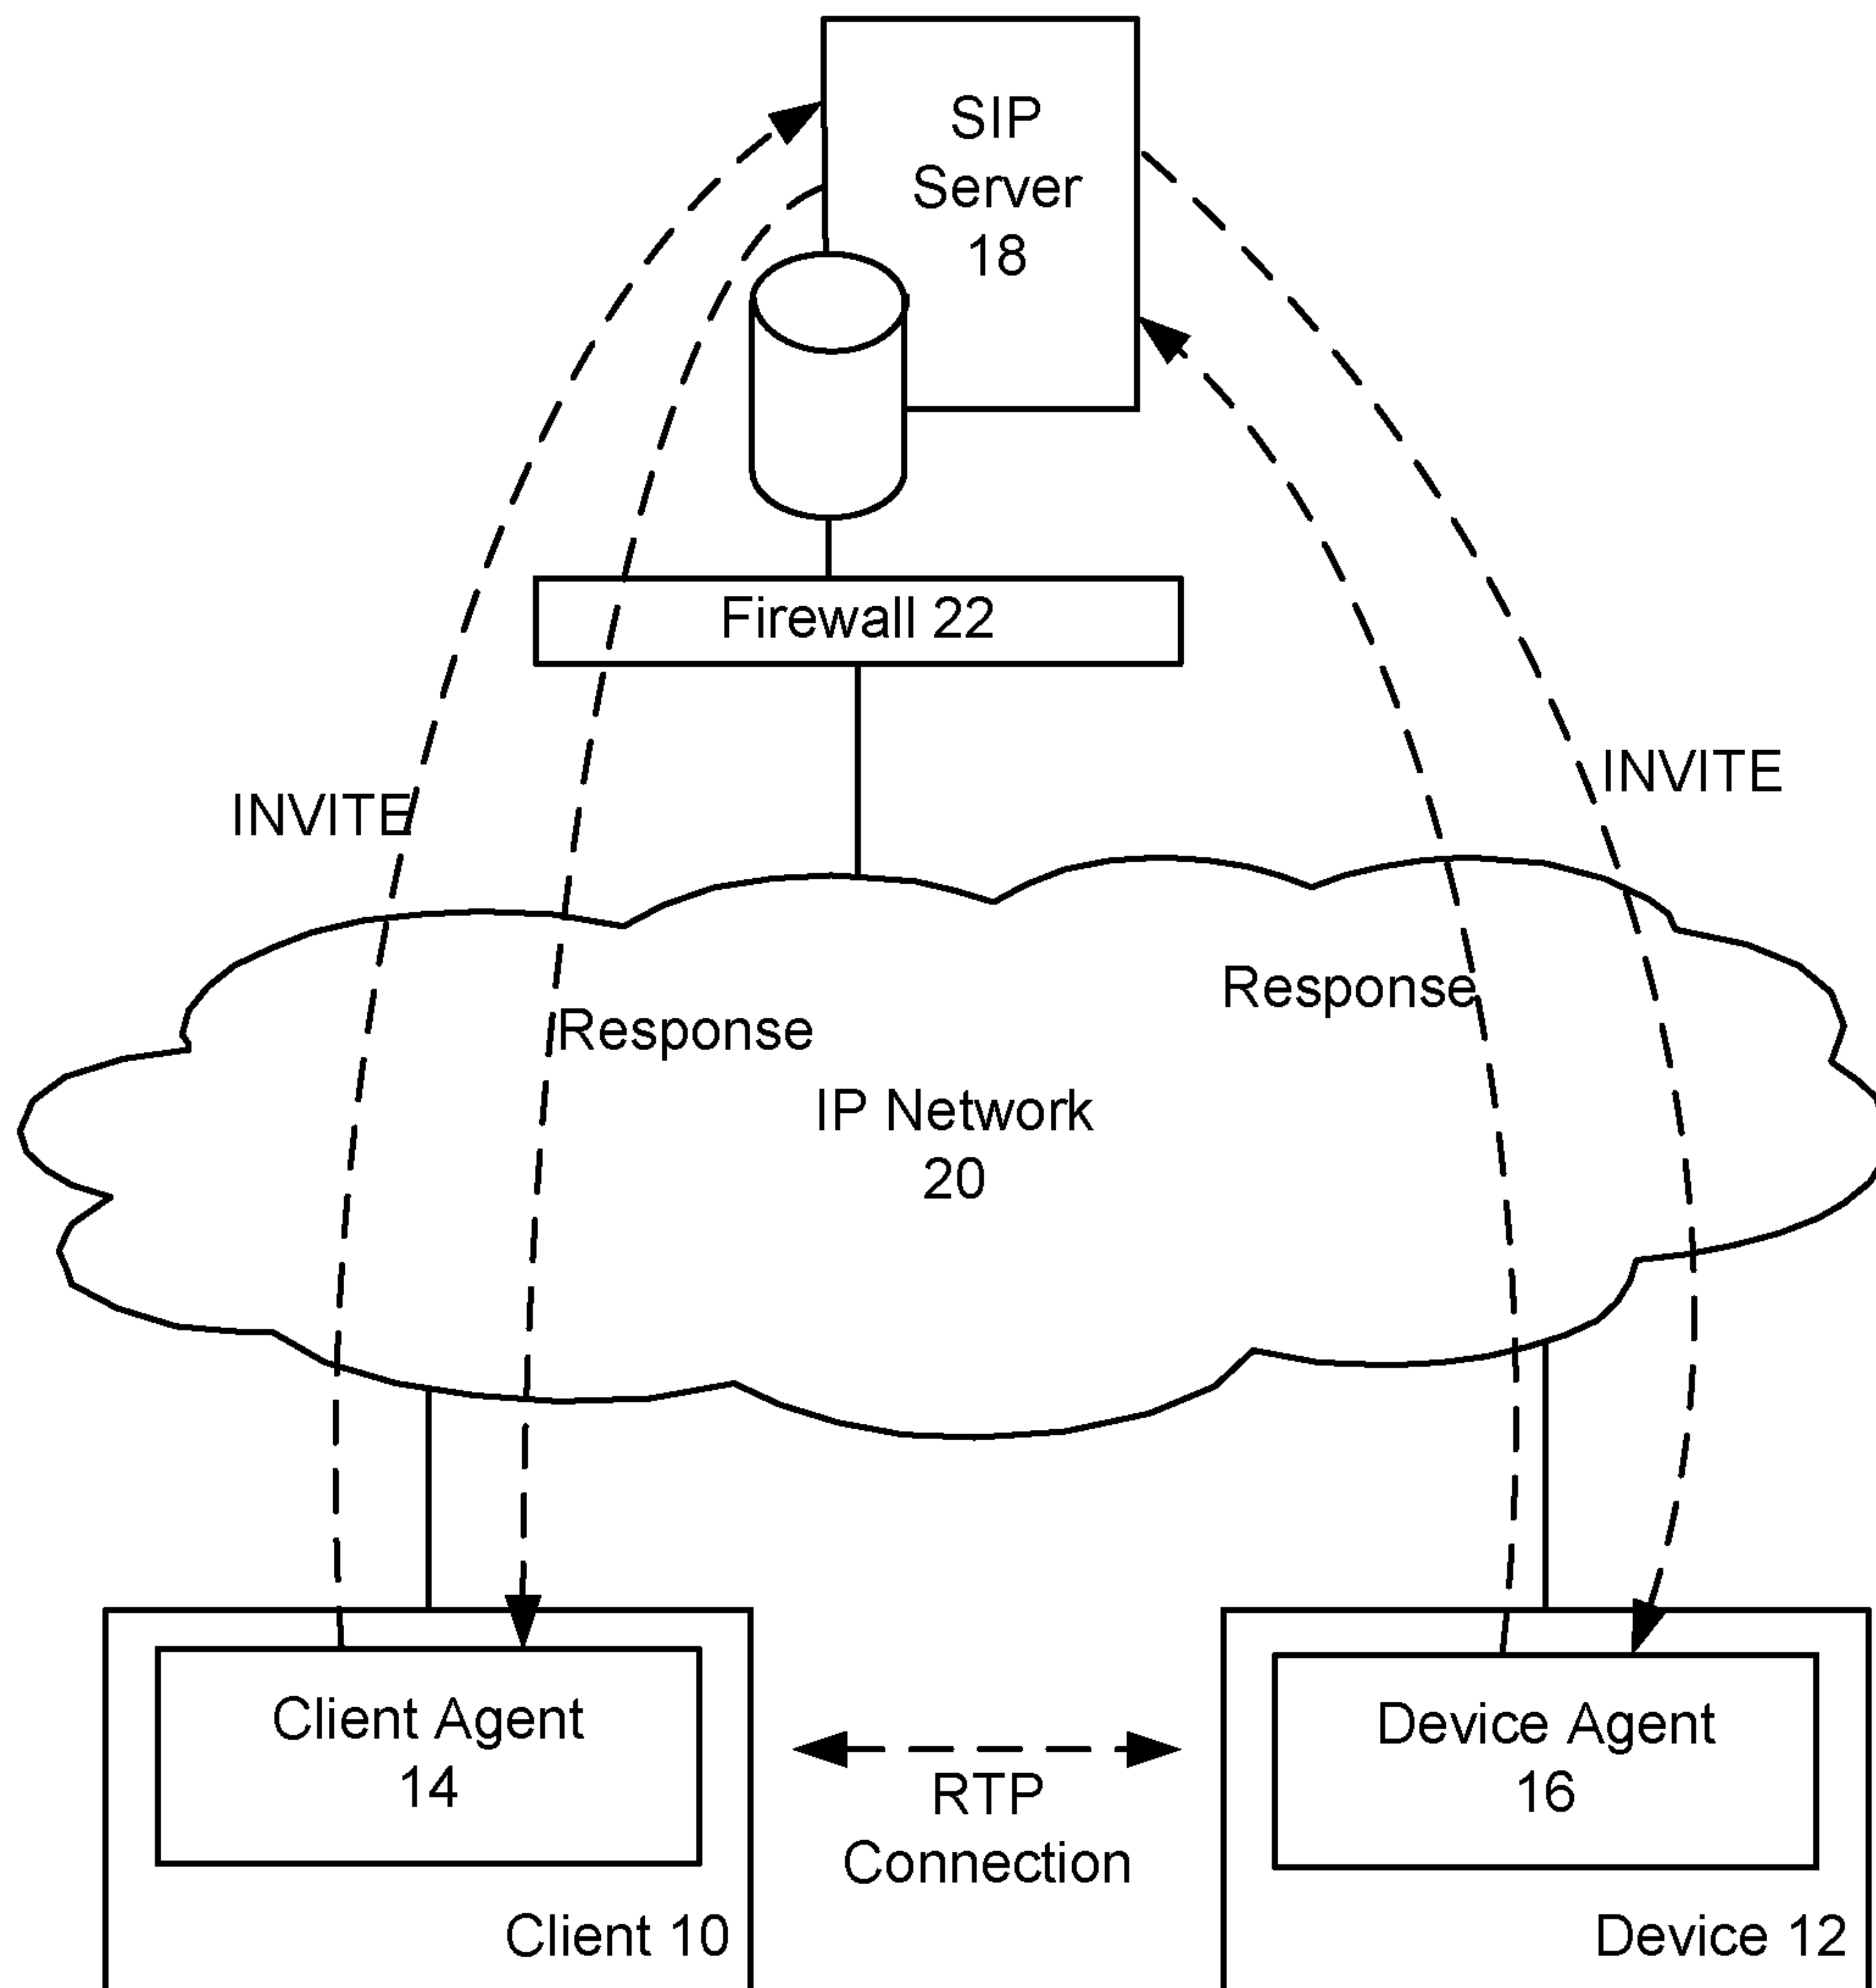 SIP
Server
18
Firewall 22
INVITE
INVITE
Response
Response
IP Network
20
Client Agent
14
Device Agent
16
RTP
Connection
Client 10
Device 12